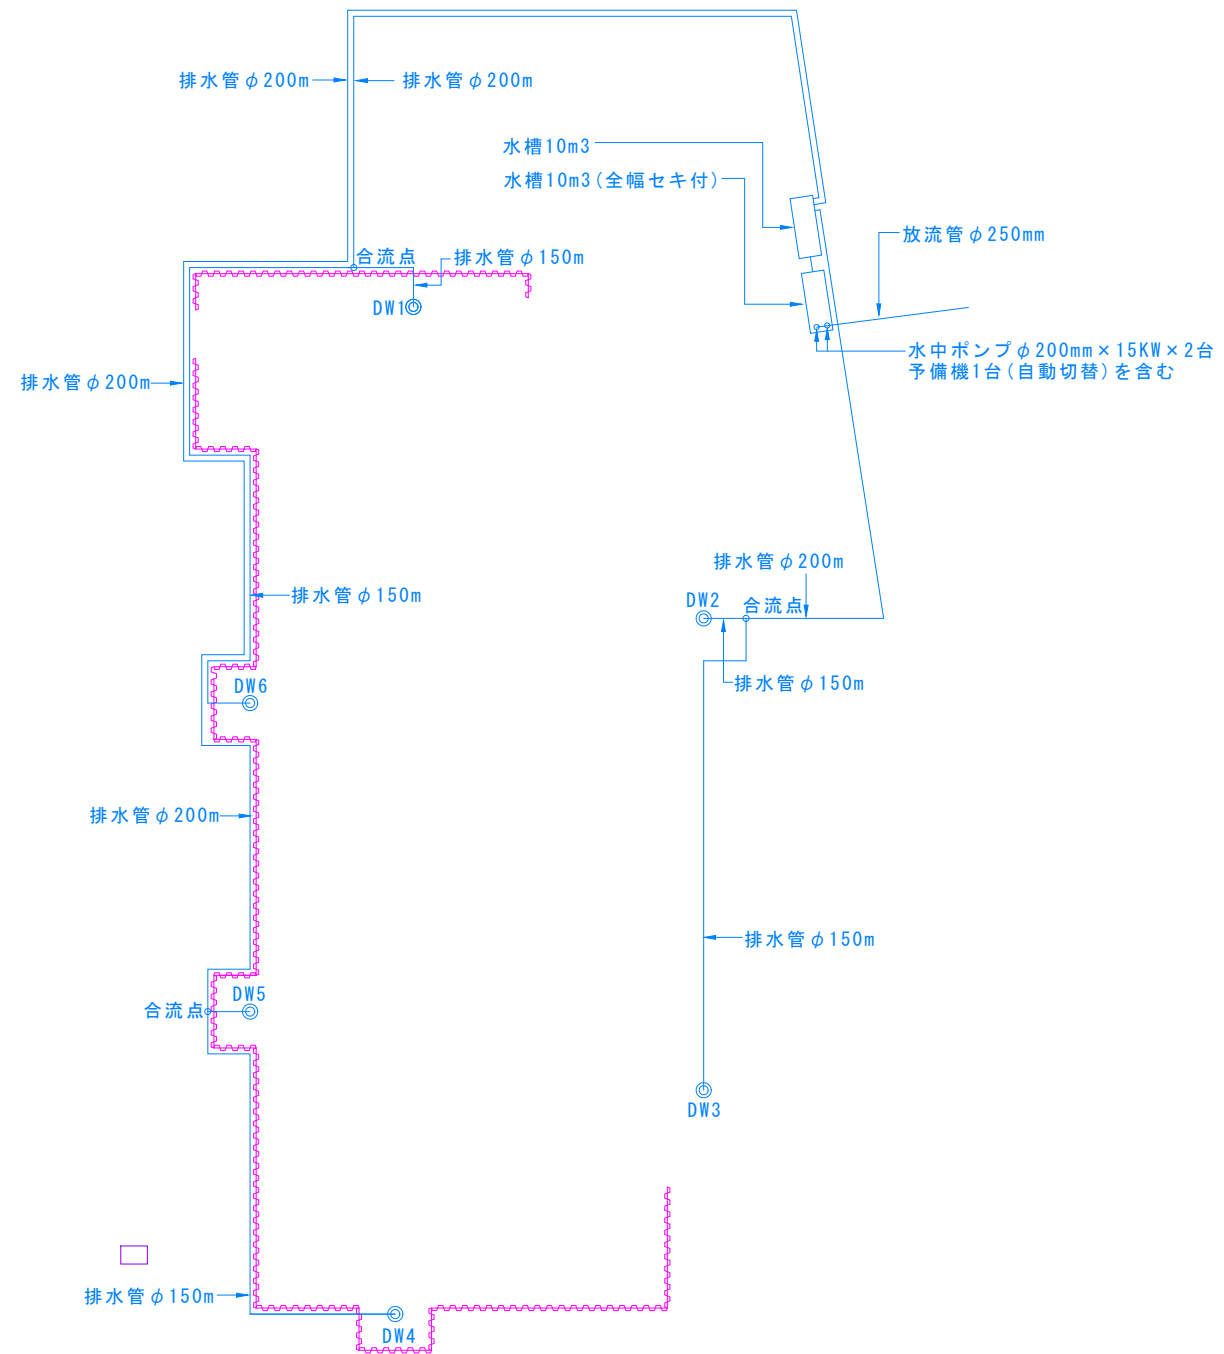 排水管φ200m
排水管φ200m
水槽10m3
水槽10m3(全幅セキ付)
放流管φ250mm
合流点
排水管φ150m
DW1
水中ポンプφ200mm×15KW×2台
予備機1台(自動切替)を含む
排水管φ200m
排水管φ200m
排水管φ150m
DW2
合流点
排水管φ150m
DW6
排水管φ200m
排水管φ150m
DW5
合流点
DW3
排水管φ150m
DW4